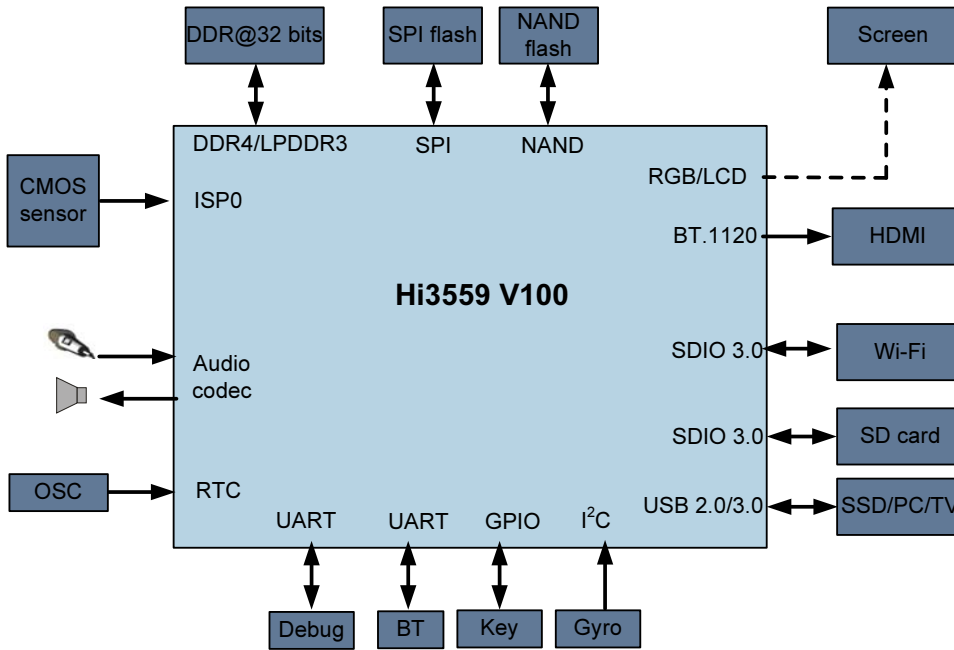 DDR@32 bits
SPI flash
NAND
flash
Screen
DDR4/LPDDR3
SPI
NAND
RGB/LCD
CMOS
sensor
ISP0
BT.1120
HDMI
Hi3559 V100
SDIO 3.0
Wi-Fi
Audio
codec
SDIO 3.0
SD card
OSC
RTC
USB 2.0/3.0
SSD/PC/TV
UART
UART
GPIO
I²C
Debug
BT
Key
Gyro